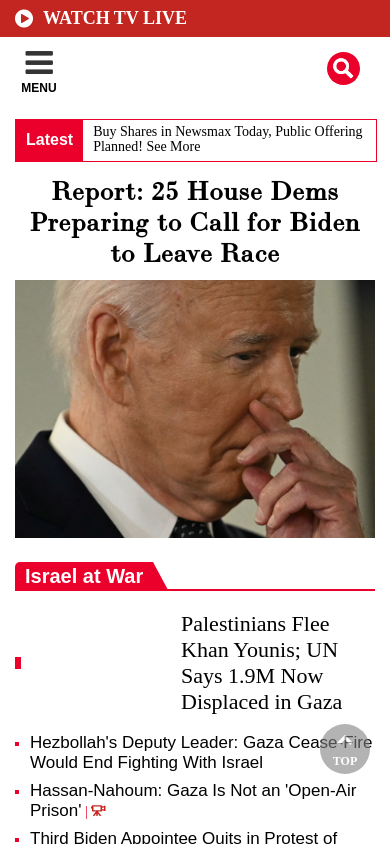 WATCH TV LIVE
MENU
Latest
Buy Shares in Newsmax Today, Public Offering
Planned! See More
Report: 25 House Dems
Preparing to Call for Biden
to Leave Race
Israel at War
Palestinians Flee
Khan Younis; UN
Says 1.9M Now
Displaced in Gaza
Hezbollah's Deputy Leader: Gaza Cease-Fire
Would End Fighting With Israel
TOP
Hassan-Nahoum: Gaza Is Not an 'Open-Air
Prison' |
Third Biden Appointee Quits in Protest of